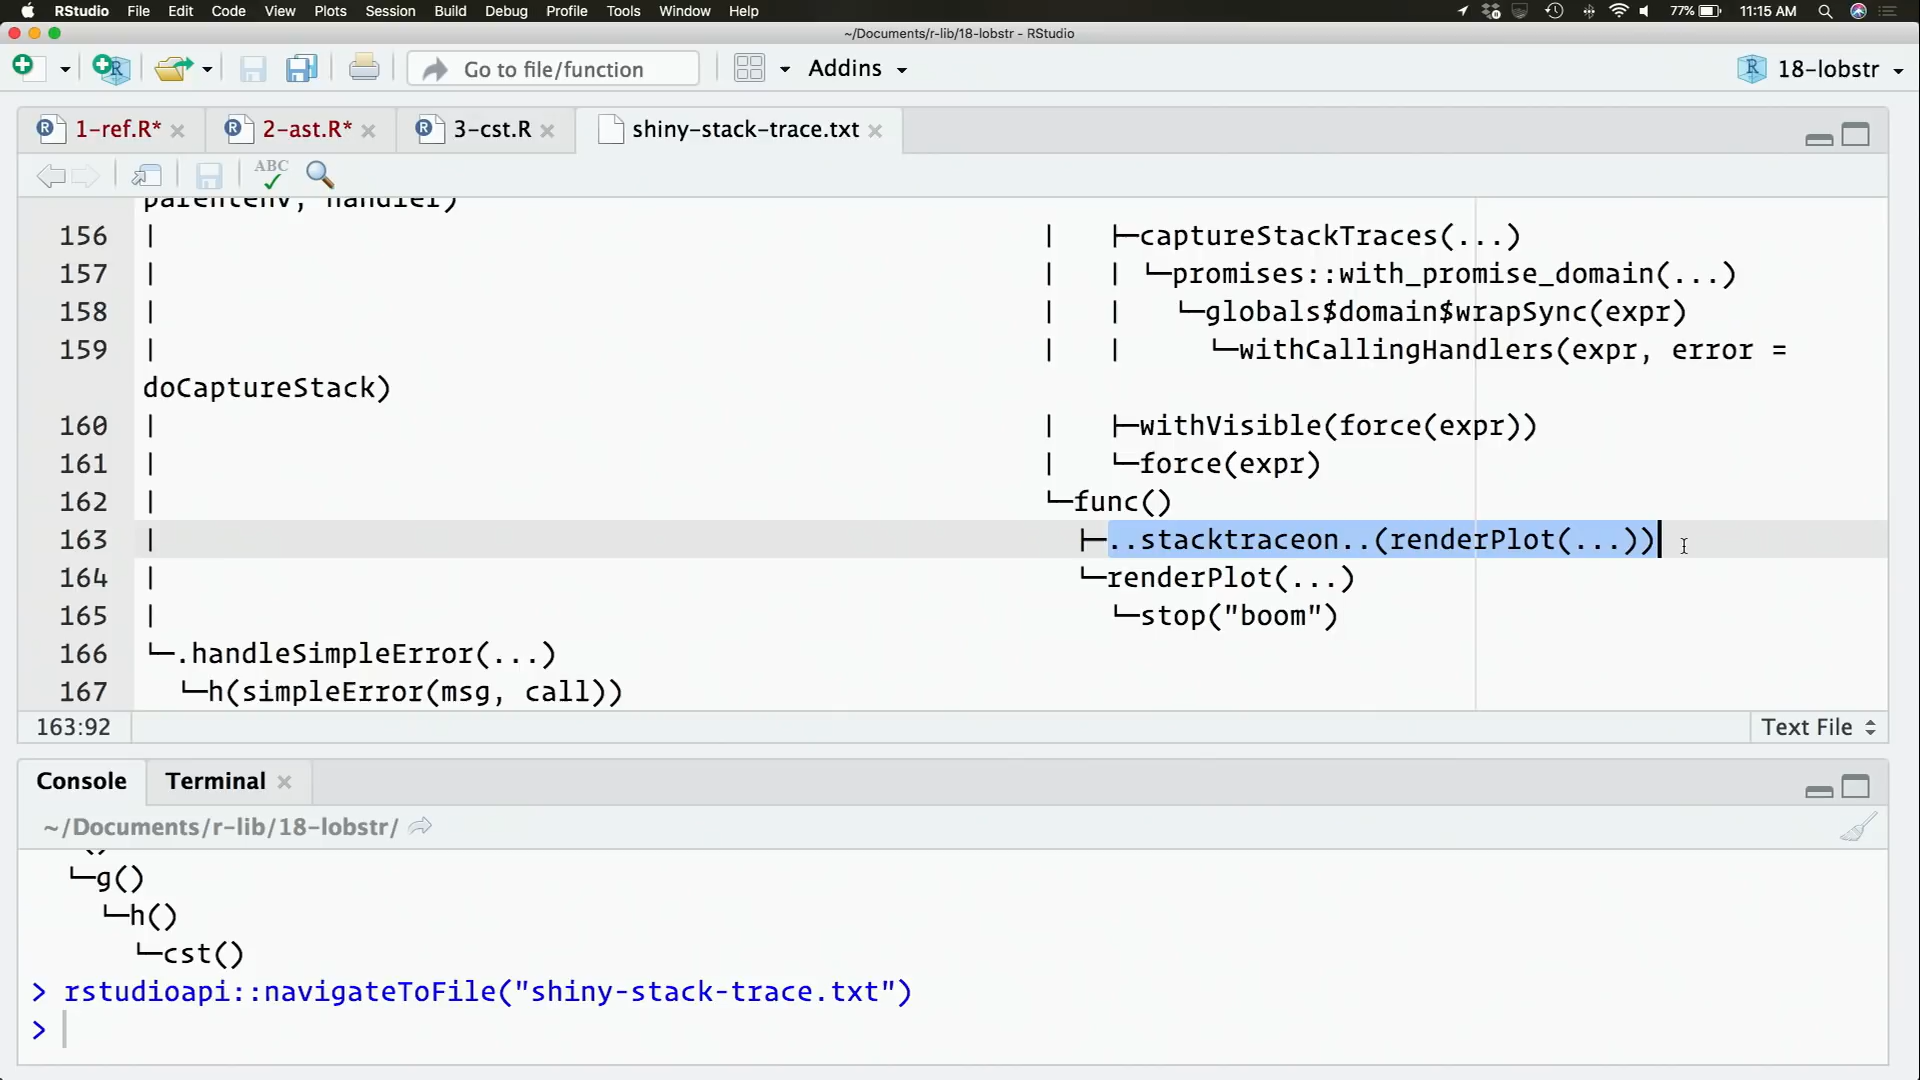 RStudio File Edit Code View Plots Session Build Debug Profile Tools Window Help 77% 11:15 AM
~/Documents/r-lib/18-lobstr - RStudio
Go to file/function Addins 18-lobstr
1-ref.R* 2-ast.R* 3-cst.R shiny-stack-trace.txt
ABC
parentenv, handler)
156 | | ├─captureStackTraces(...)
157 | | | └─promises::with_promise_domain(...)
158 | | | └─globals$domain$wrapSync(expr)
159 | | | └─withCallingHandlers(expr, error =
doCaptureStack)
160 | | ├─withVisible(force(expr))
161 | | └─force(expr)
162 | └─func()
163 | ├─..stacktraceon..(renderPlot(...))
164 | └─renderPlot(...)
165 | └─stop("boom")
166 └─.handleSimpleError(...)
167 └─h(simpleError(msg, call))
163:92 Text File
Console Terminal
~/Documents/r-lib/18-lobstr/
└─g()
└─h()
└─cst()
> rstudioapi::navigateToFile("shiny-stack-trace.txt")
>